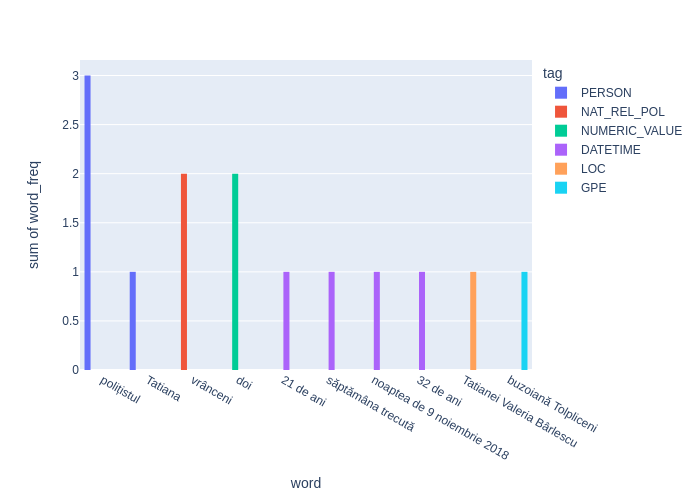 tag
PERSON
NAT_REL_POL
NUMERIC_VALUE
DATETIME
LOC
GPE
sum of word_freq
3
2.5
2
1.5
1
0.5
0
polițistul
Tatiana
vrânceni
doi
21 de ani
săptămâna trecută
noaptea de 9 noiembrie 2018
32 de ani
Tatianei Valeria Bârlescu
buzoiană Tolpliceni
word